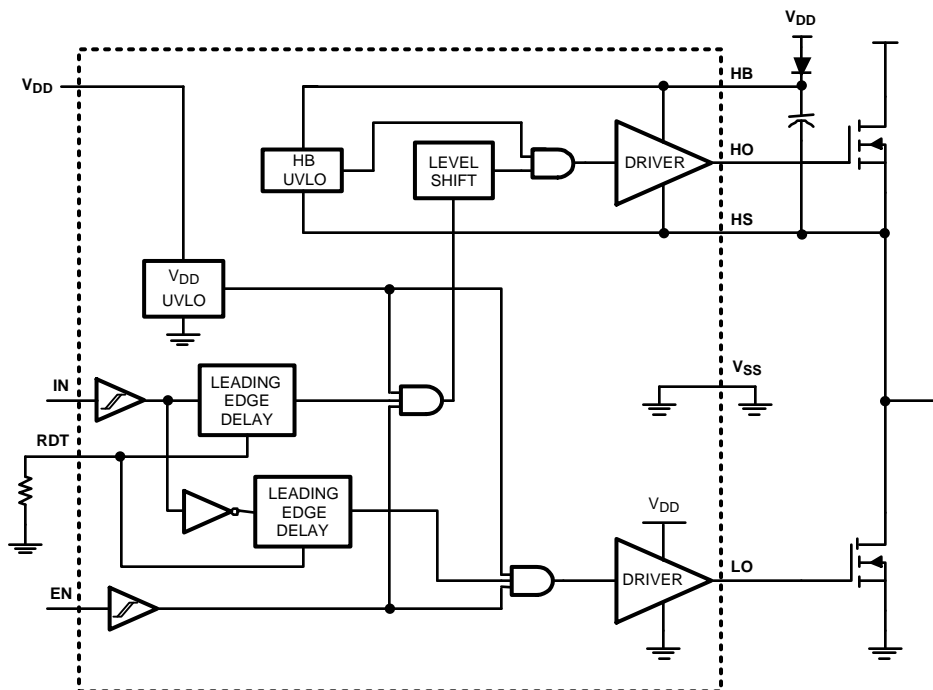 VDD
HB
VDD
HB
UVLO
LEVEL
SHIFT
DRIVER
HO
HS
VDD
UVLO
VSS
IN
LEADING
EDGE
DELAY
RDT
LEADING
EDGE
DELAY
VDD
DRIVER
LO
EN